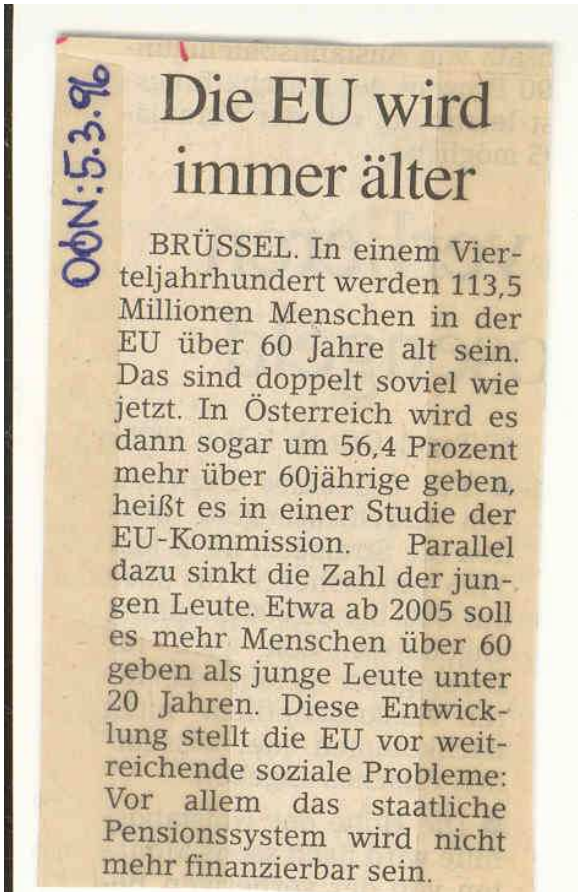 OÖN: 5.3.96
Die EU wird
immer älter
BRÜSSEL. In einem Vier-
teljahrhundert werden 113,5
Millionen Menschen in der
EU über 60 Jahre alt sein.
Das sind doppelt soviel wie
jetzt. In Österreich wird es
dann sogar um 56,4 Prozent
mehr über 60jährige geben,
heißt es in einer Studie der
EU-Kommission. Parallel
dazu sinkt die Zahl der jun-
gen Leute. Etwa ab 2005 soll
es mehr Menschen über 60
geben als junge Leute unter
20 Jahren. Diese Entwick-
lung stellt die EU vor weit-
reichende soziale Probleme:
Vor allem das staatliche
Pensionssystem wird nicht
mehr finanzierbar sein.